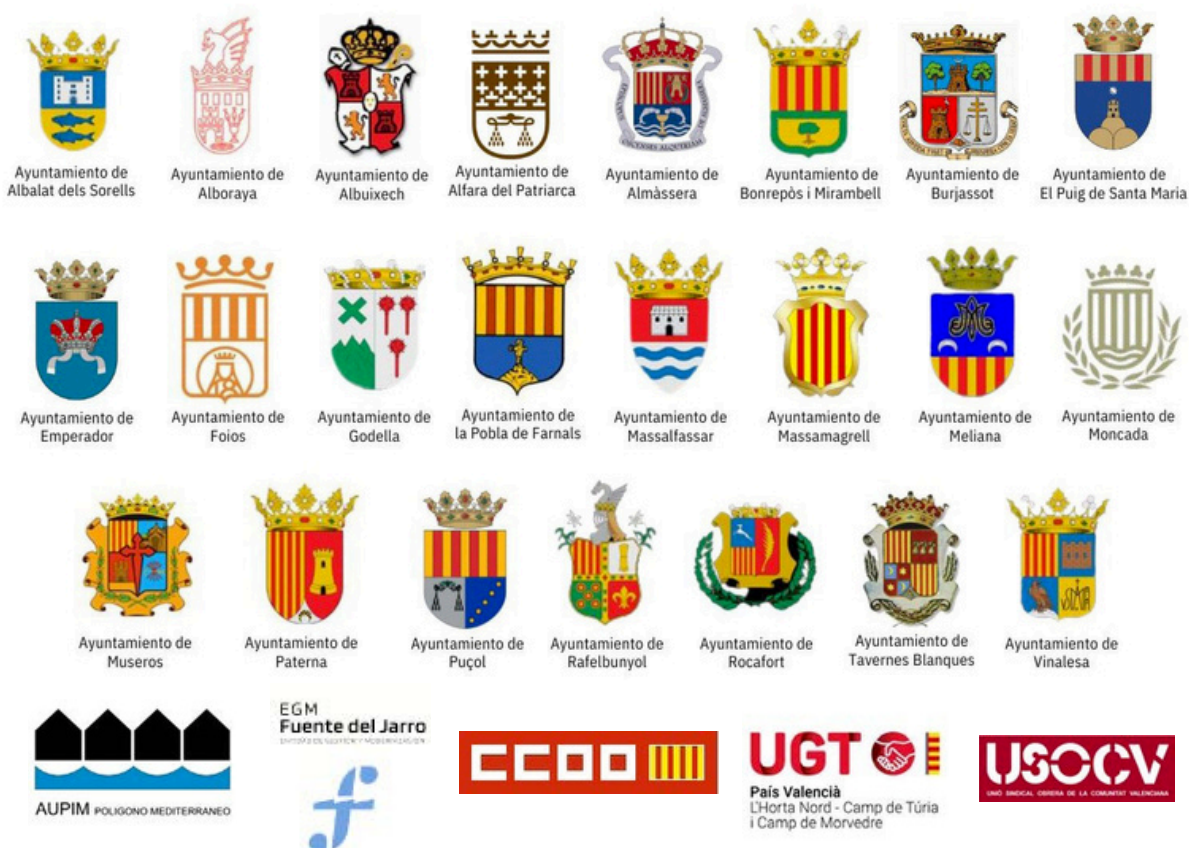 Ayuntamiento de
Albalat dels Sorells
Ayuntamiento de
Alboraya
Ayuntamiento de
Albuixech
Ayuntamiento de
Alfara del Patriarca
Ayuntamiento de
Almàssera
Ayuntamiento de
Bonrepòs i Mirambell
Ayuntamiento de
Burjassot
Ayuntamiento de
El Puig de Santa Maria
Ayuntamiento de
Emperador
Ayuntamiento de
Foios
Ayuntamiento de
Godella
Ayuntamiento de
la Pobla de Farnals
Ayuntamiento de
Massalfassar
Ayuntamiento de
Massamagrell
Ayuntamiento de
Meliana
Ayuntamiento de
Moncada
Ayuntamiento de
Museros
Ayuntamiento de
Paterna
Ayuntamiento de
Puçol
Ayuntamiento de
Rafelbunyol
Ayuntamiento de
Rocafort
Ayuntamiento de
Tavernes Blanques
Ayuntamiento de
Vinalesa
AUPIM POLIGONO MEDITERRANEO
EGM
Fuente del Jarro
ENTIDAD DE GESTIÓN Y MODERNIZACIÓN
CCOO
UGT
País Valencià
L'Horta Nord - Camp de Túria
i Camp de Morvedre
USOCV
UNIÓ SINDICAL OBRERA DE LA COMUNITAT VALENCIANA